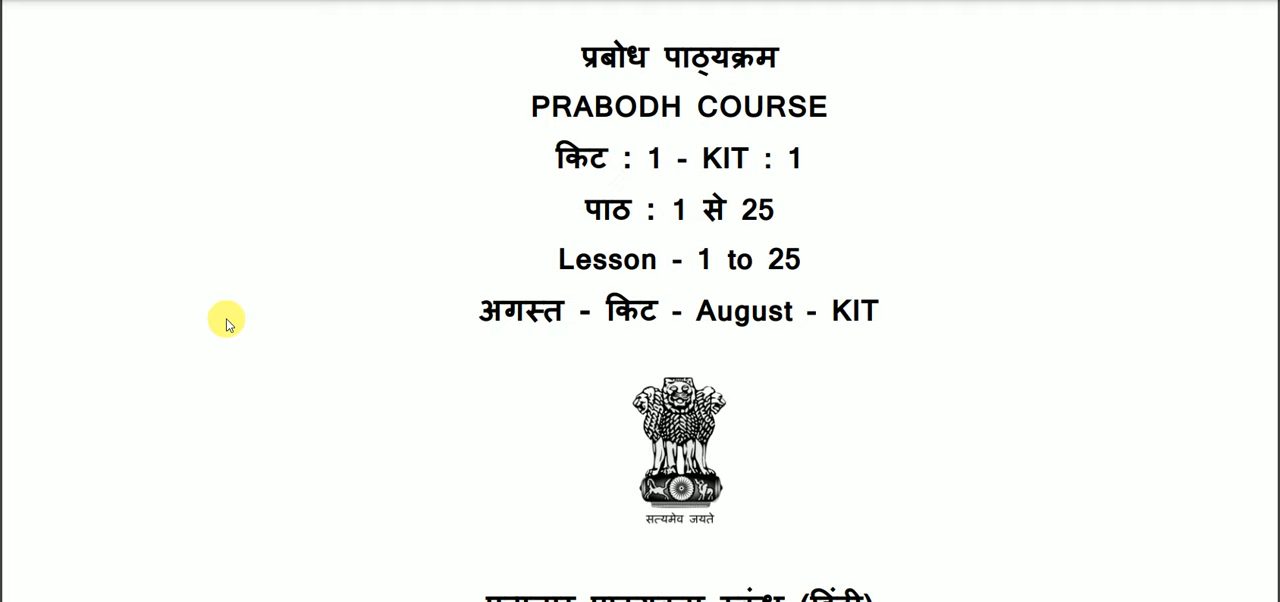 प्रबोध पाठ्यक्रम
PRABODH COURSE
किट : 1 - KIT : 1
पाठ : 1 से 25
Lesson - 1 to 25
अगस्त - किट - August - KIT
सत्यमेव जयते
(हिंदी)